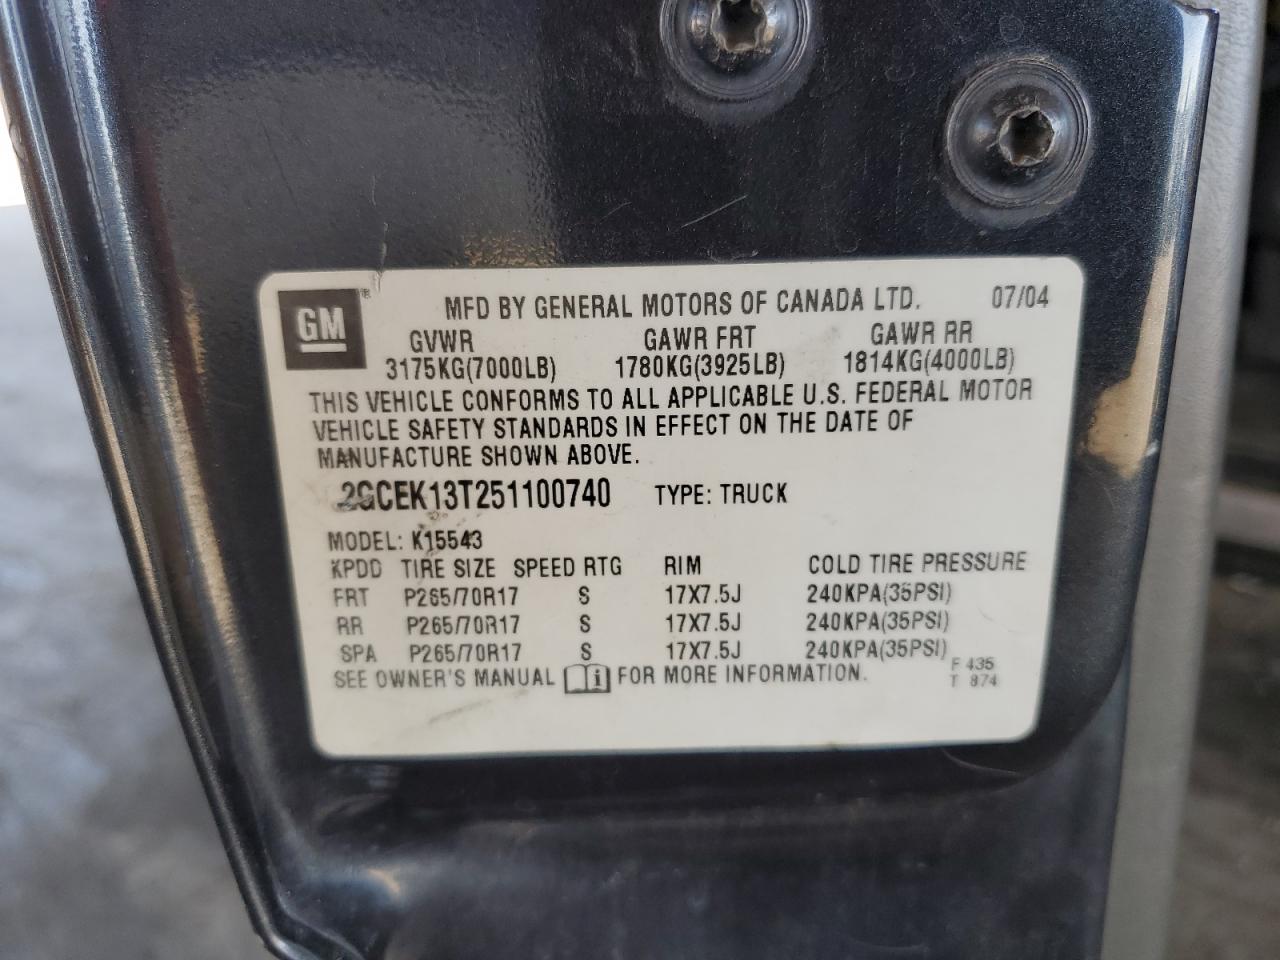 GM ® MFD BY GENERAL MOTORS OF CANADA LTD. 07/04
GVWR GAWR FRT GAWR RR
3175KG(7000LB) 1780KG(3925LB) 1814KG(4000LB)
THIS VEHICLE CONFORMS TO ALL APPLICABLE U.S. FEDERAL MOTOR
VEHICLE SAFETY STANDARDS IN EFFECT ON THE DATE OF
MANUFACTURE SHOWN ABOVE.
2GCEK13T251100740 TYPE: TRUCK
MODEL: K15543
KPDD TIRE SIZE SPEED RTG RIM COLD TIRE PRESSURE
FRT P265/70R17 S 17X7.5J 240KPA(35PSI)
RR P265/70R17 S 17X7.5J 240KPA(35PSI)
SPA P265/70R17 S 17X7.5J 240KPA(35PSI)
SEE OWNER'S MANUAL i FOR MORE INFORMATION. F 435
T 874